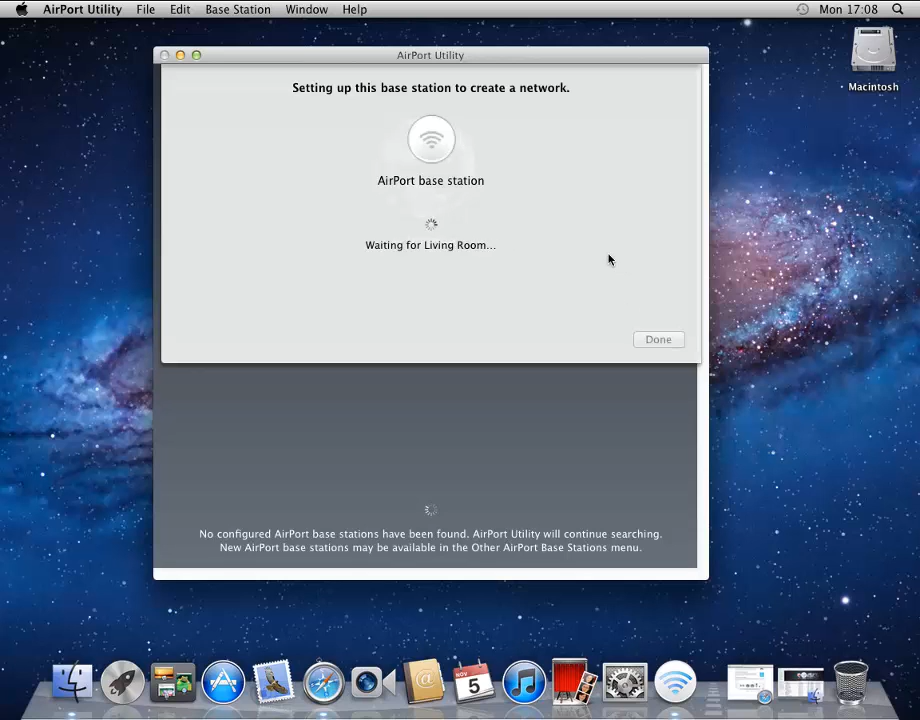 AirPort Utility File Edit Base Station Window Help Mon 17:08
Macintosh
AirPort Utility
Setting up this base station to create a network.
AirPort base station
Waiting for Living Room...
Done
No configured AirPort base stations have been found. AirPort Utility will continue searching.
New AirPort base stations may be available in the Other AirPort Base Stations menu.
NOV
5